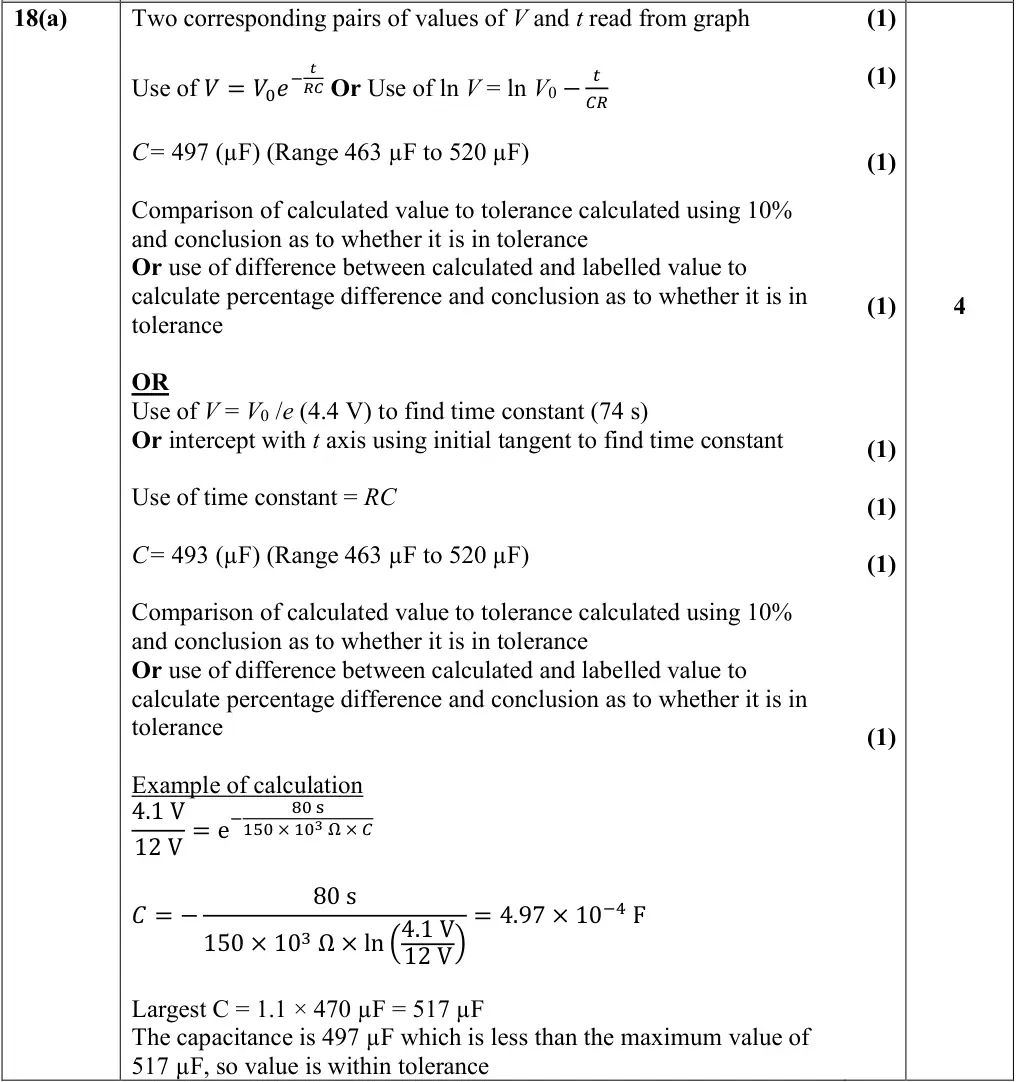 18(a) Two corresponding pairs of values of V and t read from graph (1)
Use of V = V₀e^(−t/RC) Or Use of ln V = ln V₀ − t/CR (1)
C= 497 (µF) (Range 463 µF to 520 µF) (1)
Comparison of calculated value to tolerance calculated using 10%
and conclusion as to whether it is in tolerance
Or use of difference between calculated and labelled value to
calculate percentage difference and conclusion as to whether it is in
tolerance (1) 4
OR
Use of V = V₀ /e (4.4 V) to find time constant (74 s)
Or intercept with t axis using initial tangent to find time constant (1)
Use of time constant = RC (1)
C= 493 (µF) (Range 463 µF to 520 µF) (1)
Comparison of calculated value to tolerance calculated using 10%
and conclusion as to whether it is in tolerance
Or use of difference between calculated and labelled value to
calculate percentage difference and conclusion as to whether it is in
tolerance (1)
Example of calculation
4.1 V / 12 V = e^(−80 s / (150 × 10³ Ω × C))
C = − 80 s / (150 × 10³ Ω × ln (4.1 V / 12 V)) = 4.97 × 10⁻⁴ F
Largest C = 1.1 × 470 µF = 517 µF
The capacitance is 497 µF which is less than the maximum value of
517 µF, so value is within tolerance